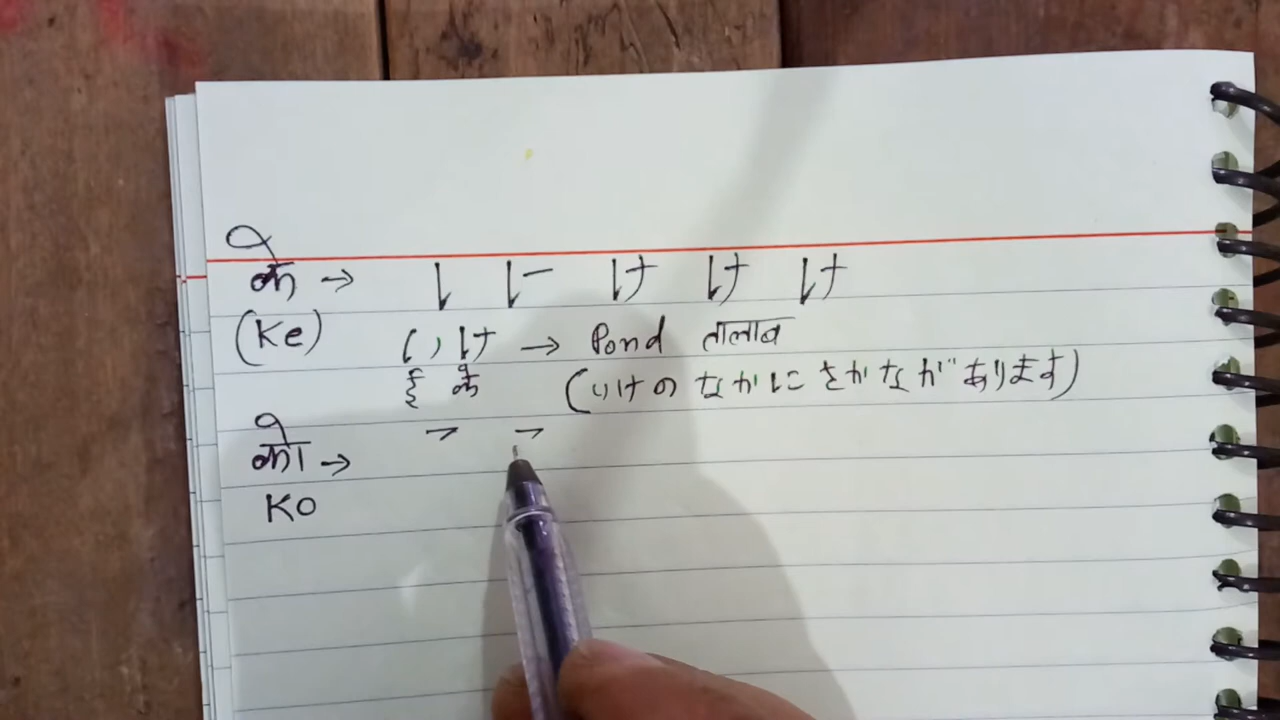 के → l l- け け け
(Ke) いけ → Pond तालाब
ई के (いけのなかにさかながあります)
को → ㇇ ㇇
Ko